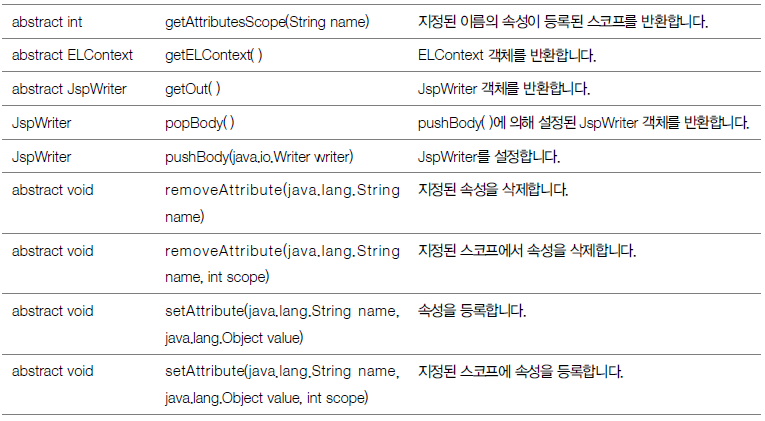 abstract int getAttributesScope(String name) 지정된 이름의 속성이 등록된 스코프를 반환합니다.
abstract ELContext getELContext( ) ELContext 객체를 반환합니다.
abstract JspWriter getOut( ) JspWriter 객체를 반환합니다.
JspWriter popBody( ) pushBody( )에 의해 설정된 JspWriter 객체를 반환합니다.
JspWriter pushBody(java.io.Writer writer) JspWriter를 설정합니다.
abstract void removeAttribute(java.lang.String 지정된 속성을 삭제합니다.
name)
abstract void removeAttribute(java.lang.String 지정된 스코프에서 속성을 삭제합니다.
name, int scope)
abstract void setAttribute(java.lang.String name, 속성을 등록합니다.
java.lang.Object value)
abstract void setAttribute(java.lang.String name, 지정된 스코프에 속성을 등록합니다.
java.lang.Object value, int scope)